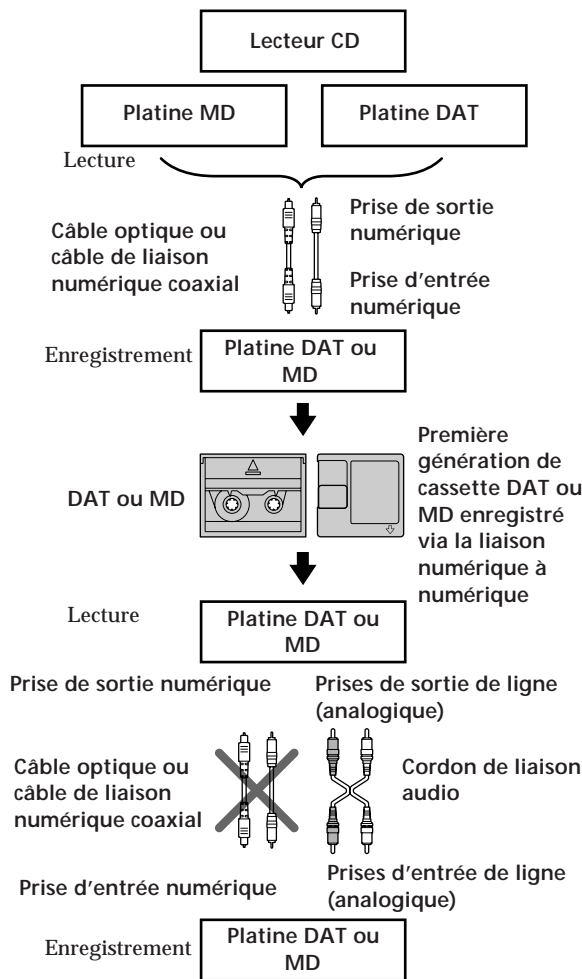 Lecteur CD
Platine MD
Platine DAT
Lecture
Câble optique ou
câble de liaison
numérique coaxial
Prise de sortie
numérique
Prise d'entrée
numérique
Enregistrement
Platine DAT ou
MD
DAT ou MD
Première
génération de
cassette DAT ou
MD enregistré
via la liaison
numérique à
numérique
Lecture
Platine DAT ou
MD
Prise de sortie numérique
Prises de sortie de ligne
(analogique)
Câble optique ou
câble de liaison
numérique coaxial
Cordon de liaison
audio
Prise d'entrée numérique
Prises d'entrée de ligne
(analogique)
Enregistrement
Platine DAT ou
MD